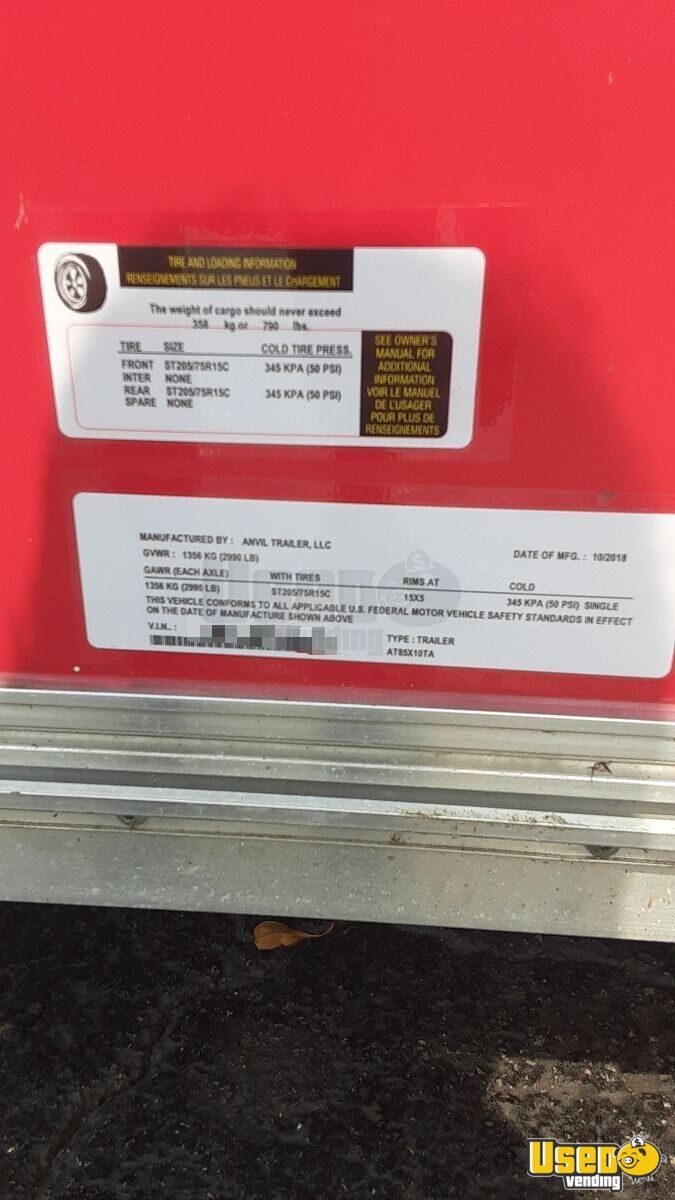 TIRE AND LOADING INFORMATION
RENSEIGNEMENTS SUR LES PNEUS ET LE CHARGEMENT
The weight of cargo should never exceed
358 kg or 790 lbs.
TIRE SIZE COLD TIRE PRESS.
FRONT ST205/75R15C 345 KPA (50 PSI)
INTER NONE
REAR ST205/75R15C 345 KPA (50 PSI)
SPARE NONE
SEE OWNER'S
MANUAL FOR
ADDITIONAL
INFORMATION
VOIR LE MANUEL
DE L'USAGER
POUR PLUS DE
RENSEIGNEMENTS
MANUFACTURED BY : ANVIL TRAILER, LLC
GVWR : 1356 KG (2990 LB) DATE OF MFG. : 10/2018
GAWR (EACH AXLE) WITH TIRES RIMS AT COLD
1356 KG (2990 LB) ST205/75R15C 15X5 345 KPA (50 PSI) SINGLE
THIS VEHICLE CONFORMS TO ALL APPLICABLE U.S. FEDERAL MOTOR VEHICLE SAFETY STANDARDS IN EFFECT
ON THE DATE OF MANUFACTURE SHOWN ABOVE
V.I.N.. :
TYPE : TRAILER
AT85X10TA
Used
vending
USED
vending